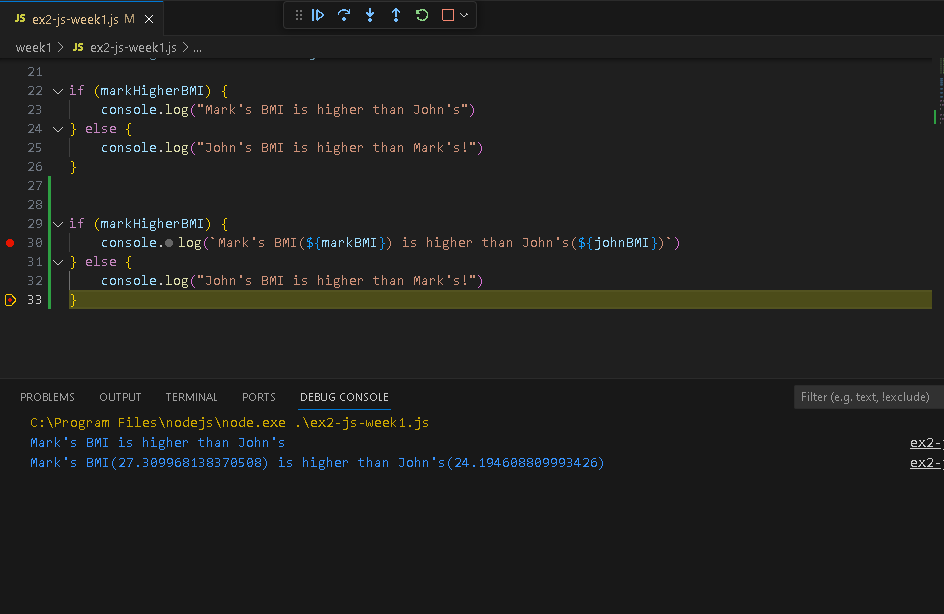 JS ex2-js-week1.js M
week1 > JS ex2-js-week1.js > ...
21
22 if (markHigherBMI) {
23 console.log("Mark's BMI is higher than John's")
24 } else {
25 console.log("John's BMI is higher than Mark's!")
26 }
27
28
29 if (markHigherBMI) {
30 console.log(`Mark's BMI(${markBMI}) is higher than John's(${johnBMI})`)
31 } else {
32 console.log("John's BMI is higher than Mark's!")
33 }
PROBLEMS OUTPUT TERMINAL PORTS DEBUG CONSOLE Filter (e.g. text, !exclude)
C:\Program Files\nodejs\node.exe .\ex2-js-week1.js
Mark's BMI is higher than John's ex2-j
Mark's BMI(27.309968138370508) is higher than John's(24.194608809993426) ex2-j